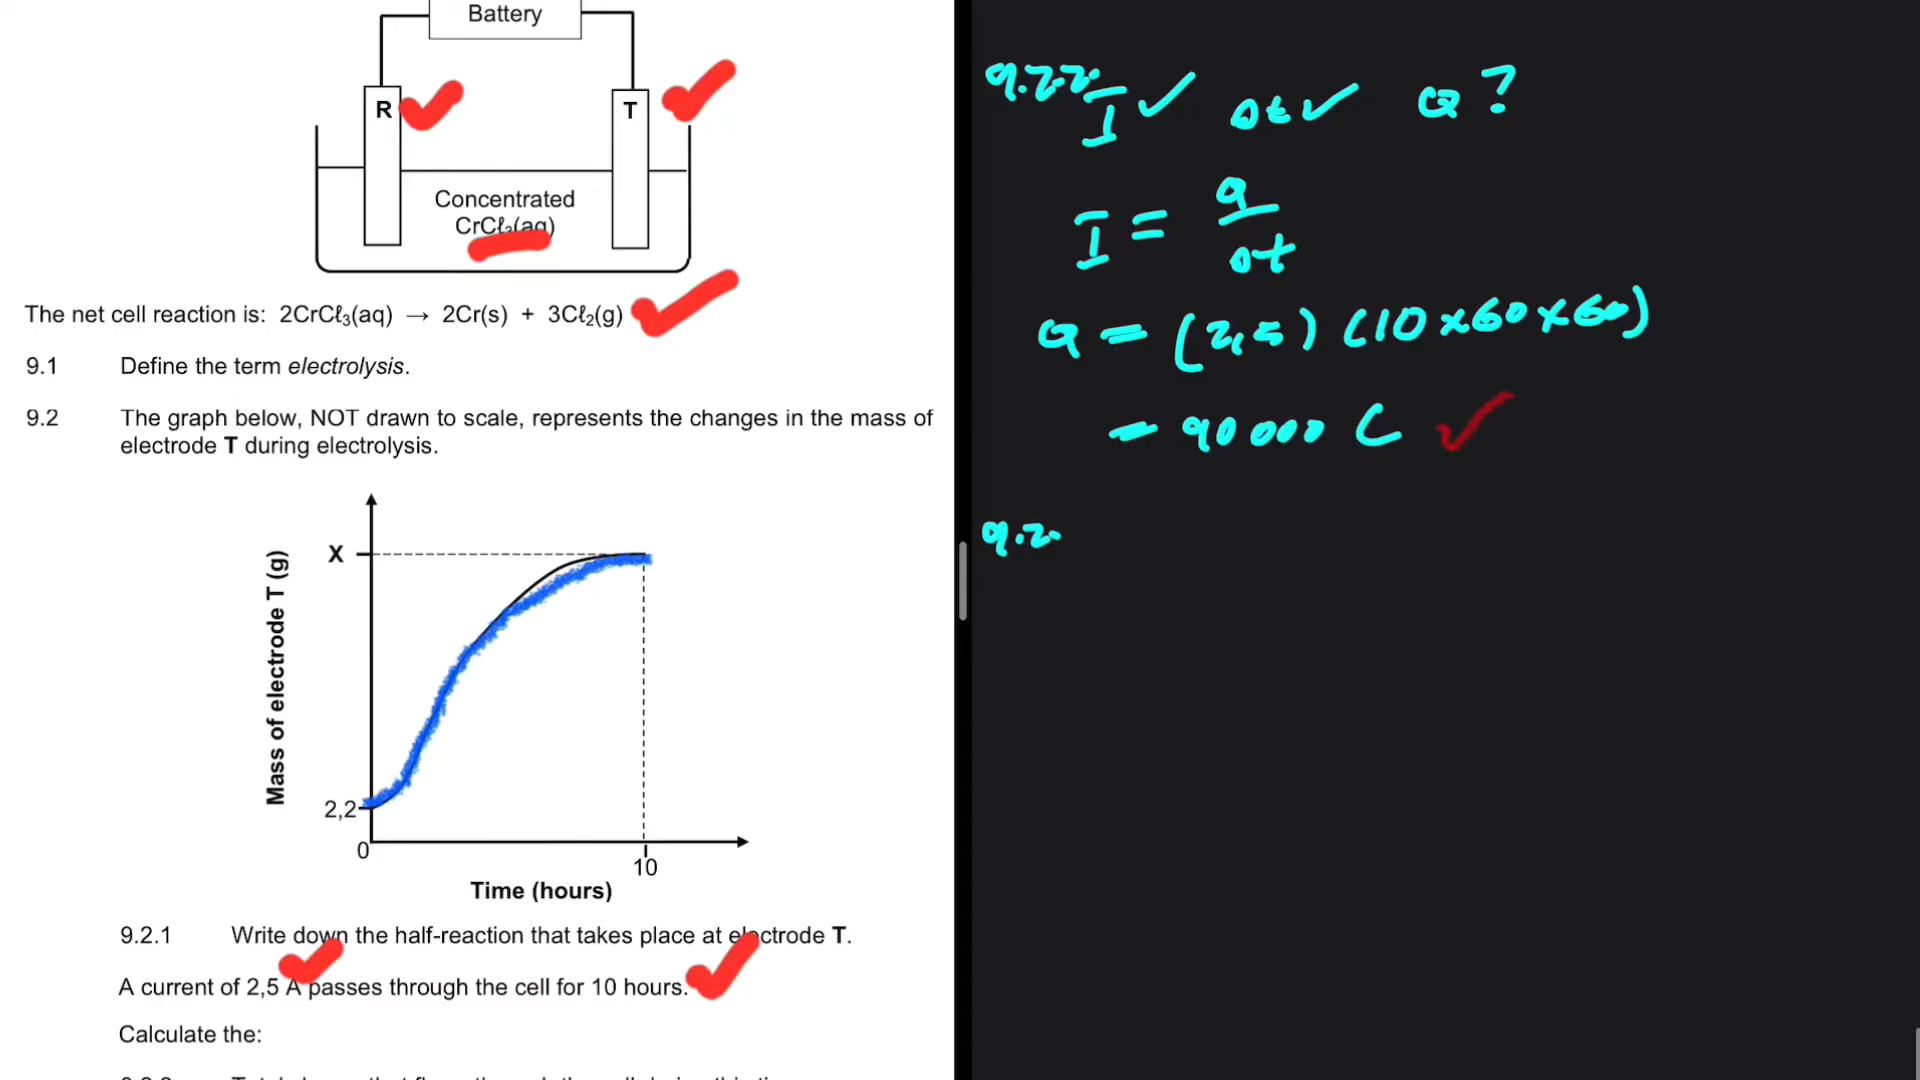 Battery
R
T
Concentrated
CrCℓ₃(aq)
The net cell reaction is: 2CrCℓ₃(aq) → 2Cr(s) + 3Cℓ₂(g)
9.1 Define the term electrolysis.
9.2 The graph below, NOT drawn to scale, represents the changes in the mass of
electrode T during electrolysis.
Mass of electrode T (g)
X
2,2
0
10
Time (hours)
9.2.1 Write down the half-reaction that takes place at electrode T.
A current of 2,5 A passes through the cell for 10 hours.
Calculate the:
9.2.2. I ✓ Δt ✓ Q ?
I = Q
Δt
Q = (2,5) (10×60×60)
= 90 000 C ✓
9.2.